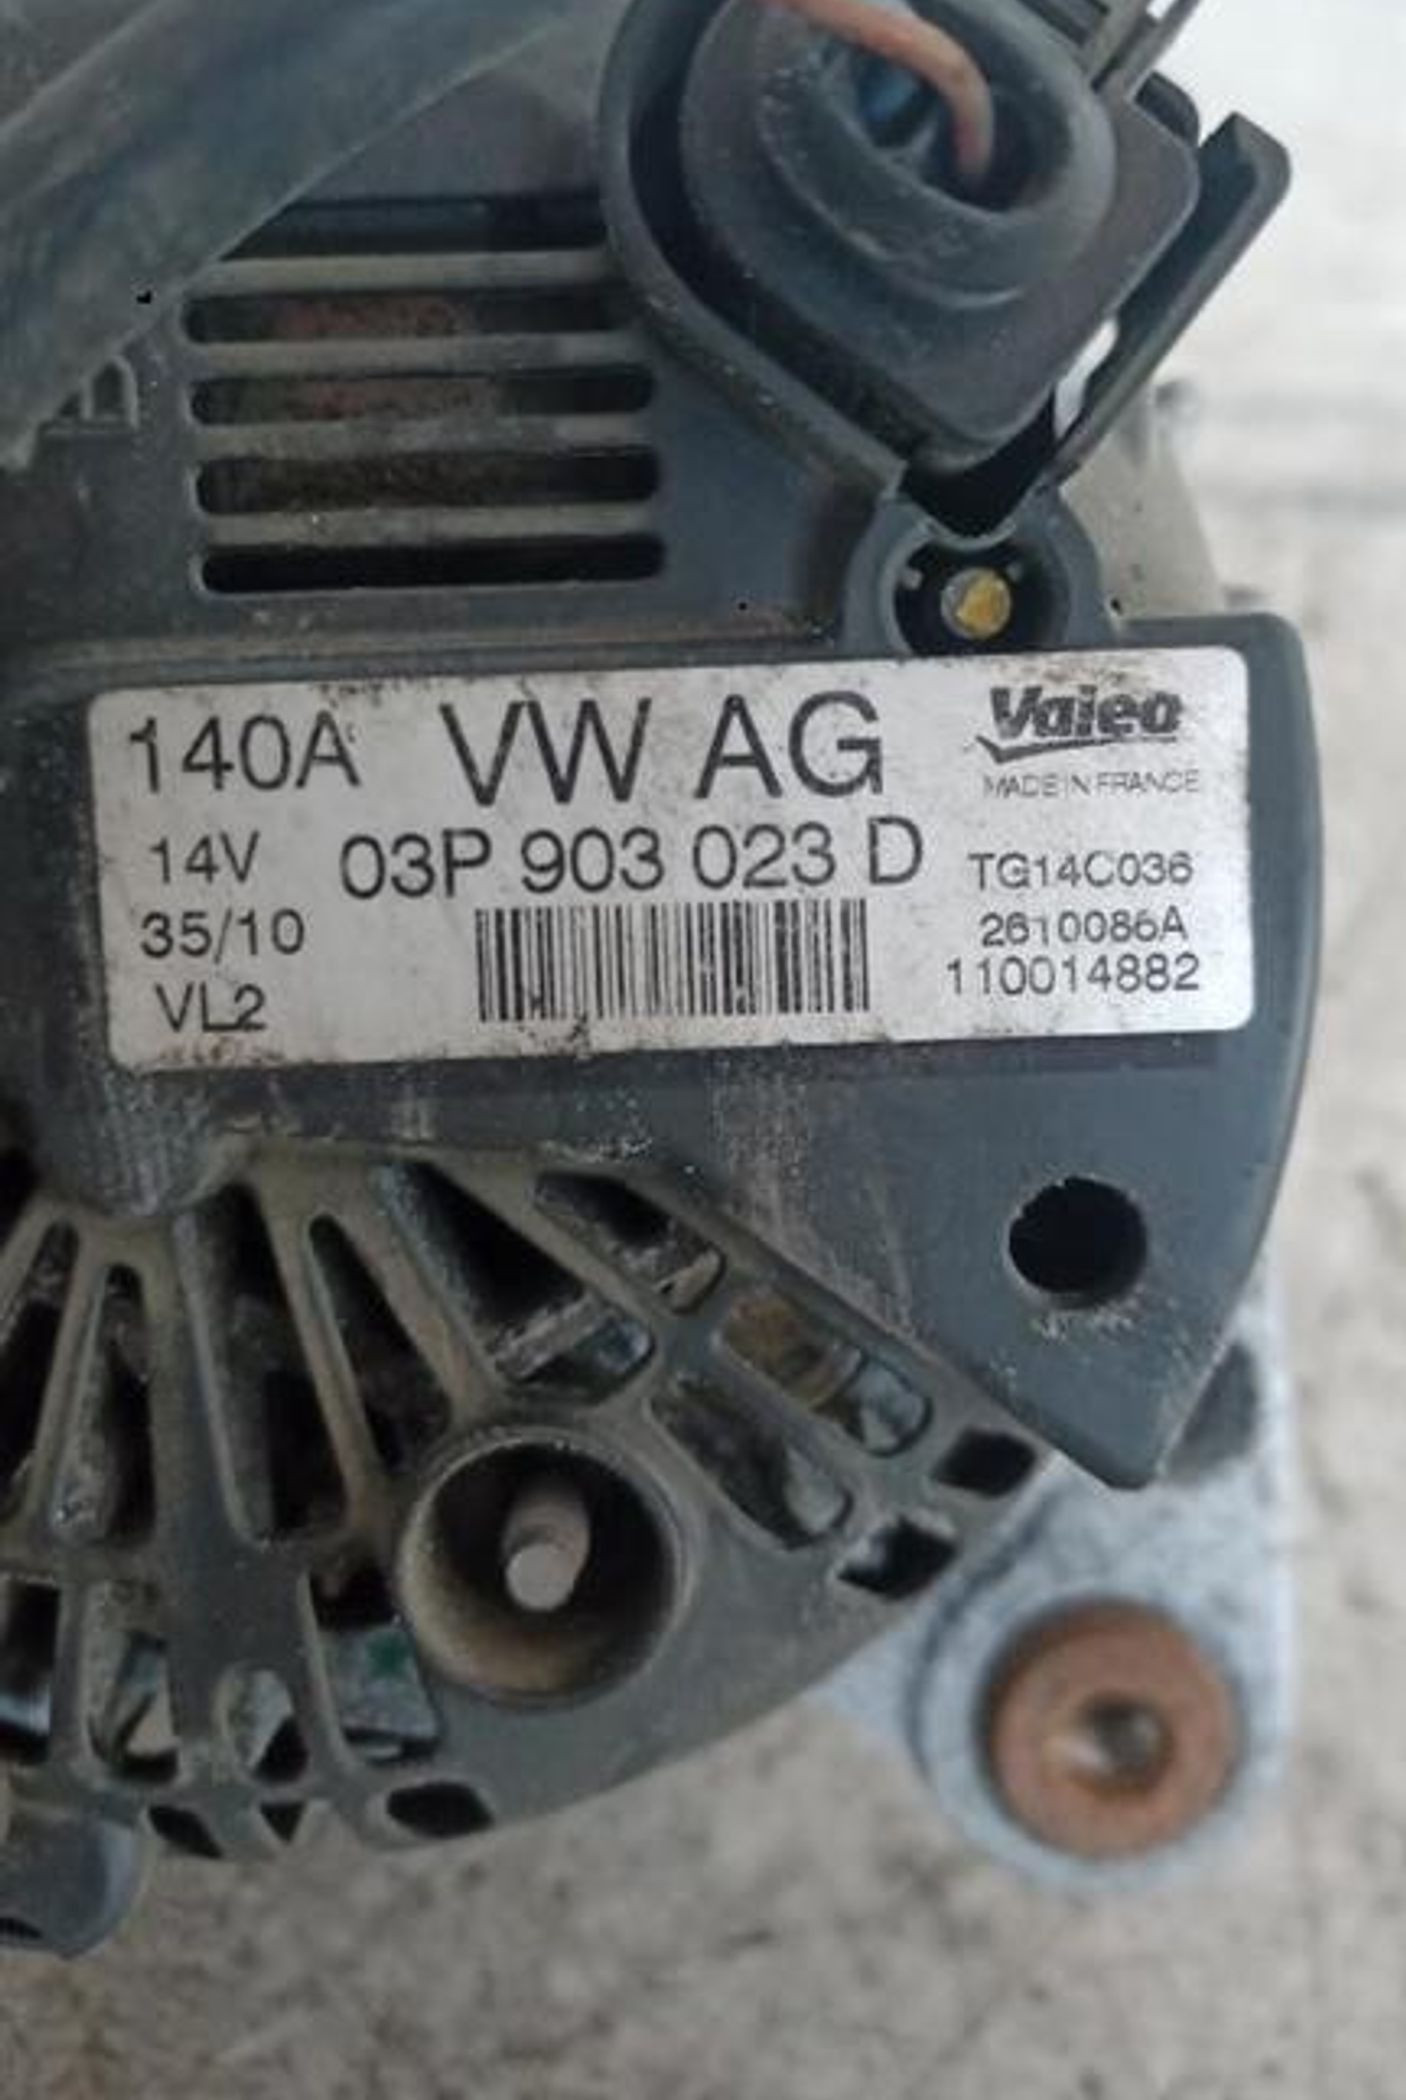 140A VW AG Valeo
MADE IN FRANCE
14V 03P 903 023 D TG14C036
35/10 2610086A
VL2 110014882